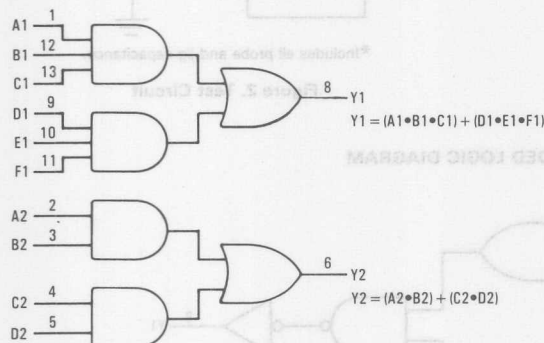 A1 1
B1 12
C1 13
D1 9
E1 10
F1 11
8 Y1
Y1 = (A1•B1•C1) + (D1•E1•F1)
A2 2
B2 3
C2 4
D2 5
6 Y2
Y2 = (A2•B2) + (C2•D2)
*Includes all probe and jig capacitance
Figure 2. Test Circuit
DED LOGIC DIAGRAM